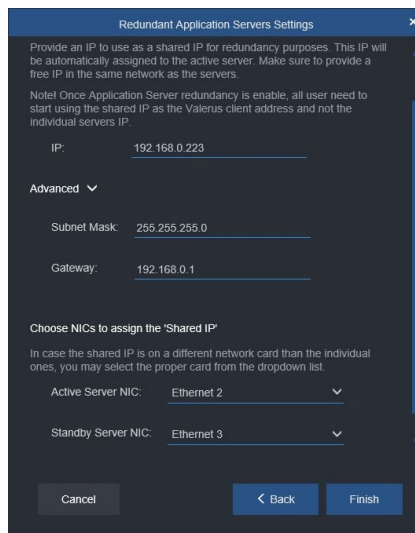 Redundant Application Servers Settings
Provide an IP to use as a shared IP for redundancy purposes. This IP will
be automatically assigned to the active server. Make sure to provide a
free IP in the same network as the servers.
Note! Once Application Server redundancy is enable, all user need to
start using the shared IP as the Valerus client address and not the
individual servers IP.
IP: 192.168.0.223
Advanced
Subnet Mask: 255.255.255.0
Gateway: 192.168.0.1
Choose NICs to assign the 'Shared IP'
In case the shared IP is on a different network card than the individual
ones, you may select the proper card from the dropdown list.
Active Server NIC: Ethernet 2
Standby Server NIC: Ethernet 3
Cancel Back Finish